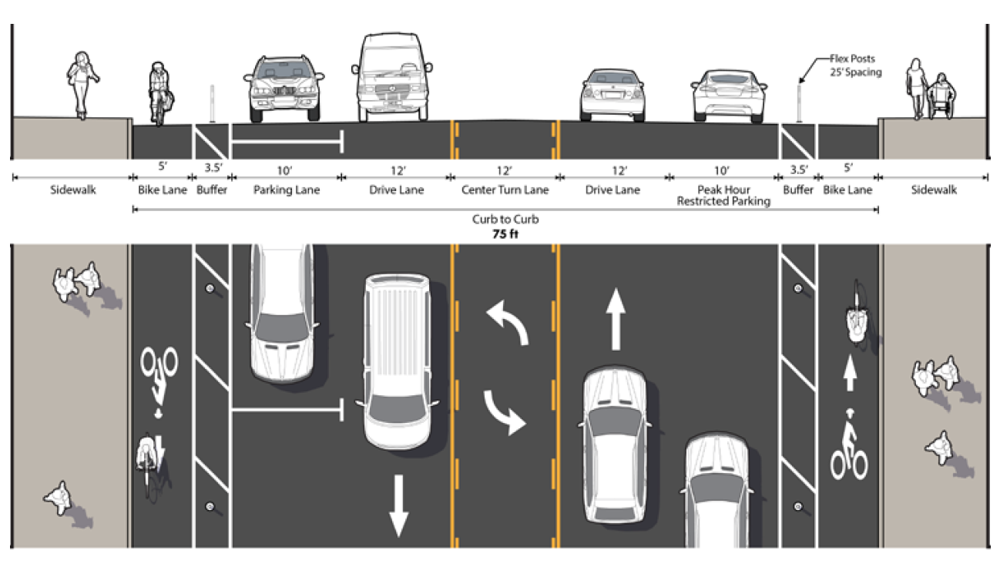 Flex Posts
25' Spacing
5' 3.5' 10' 12' 12' 12' 10' 3.5' 5'
Sidewalk Bike Lane Buffer Parking Lane Drive Lane Center Turn Lane Drive Lane Peak Hour Buffer Bike Lane Sidewalk
Restricted Parking
Curb to Curb
75 ft